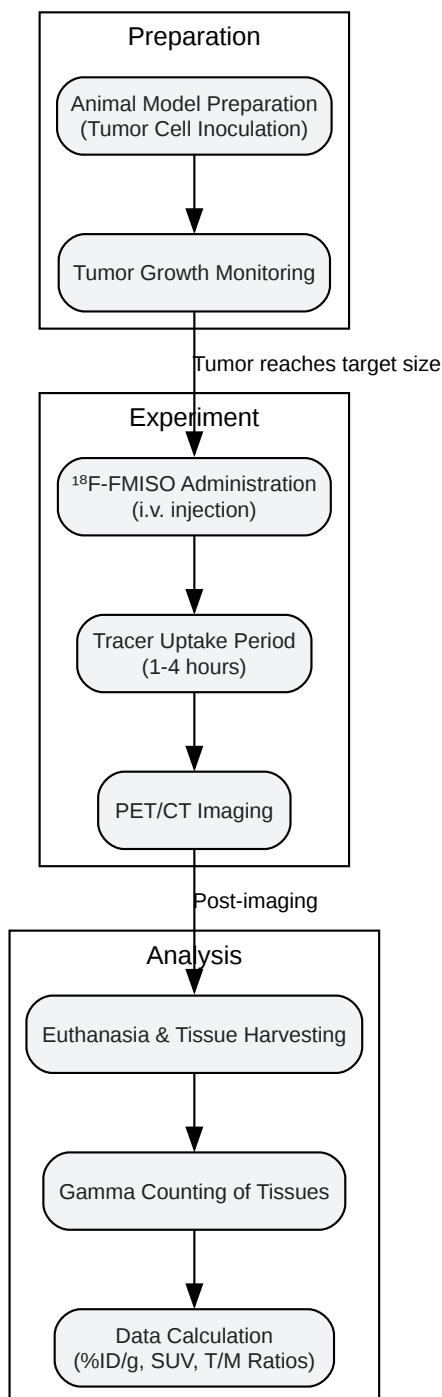 Preparation
Animal Model Preparation
(Tumor Cell Inoculation)
Tumor Growth Monitoring
Tumor reaches target size
Experiment
¹⁸F-FMISO Administration
(i.v. injection)
Tracer Uptake Period
(1-4 hours)
PET/CT Imaging
Post-imaging
Analysis
Euthanasia & Tissue Harvesting
Gamma Counting of Tissues
Data Calculation
(%ID/g, SUV, T/M Ratios)